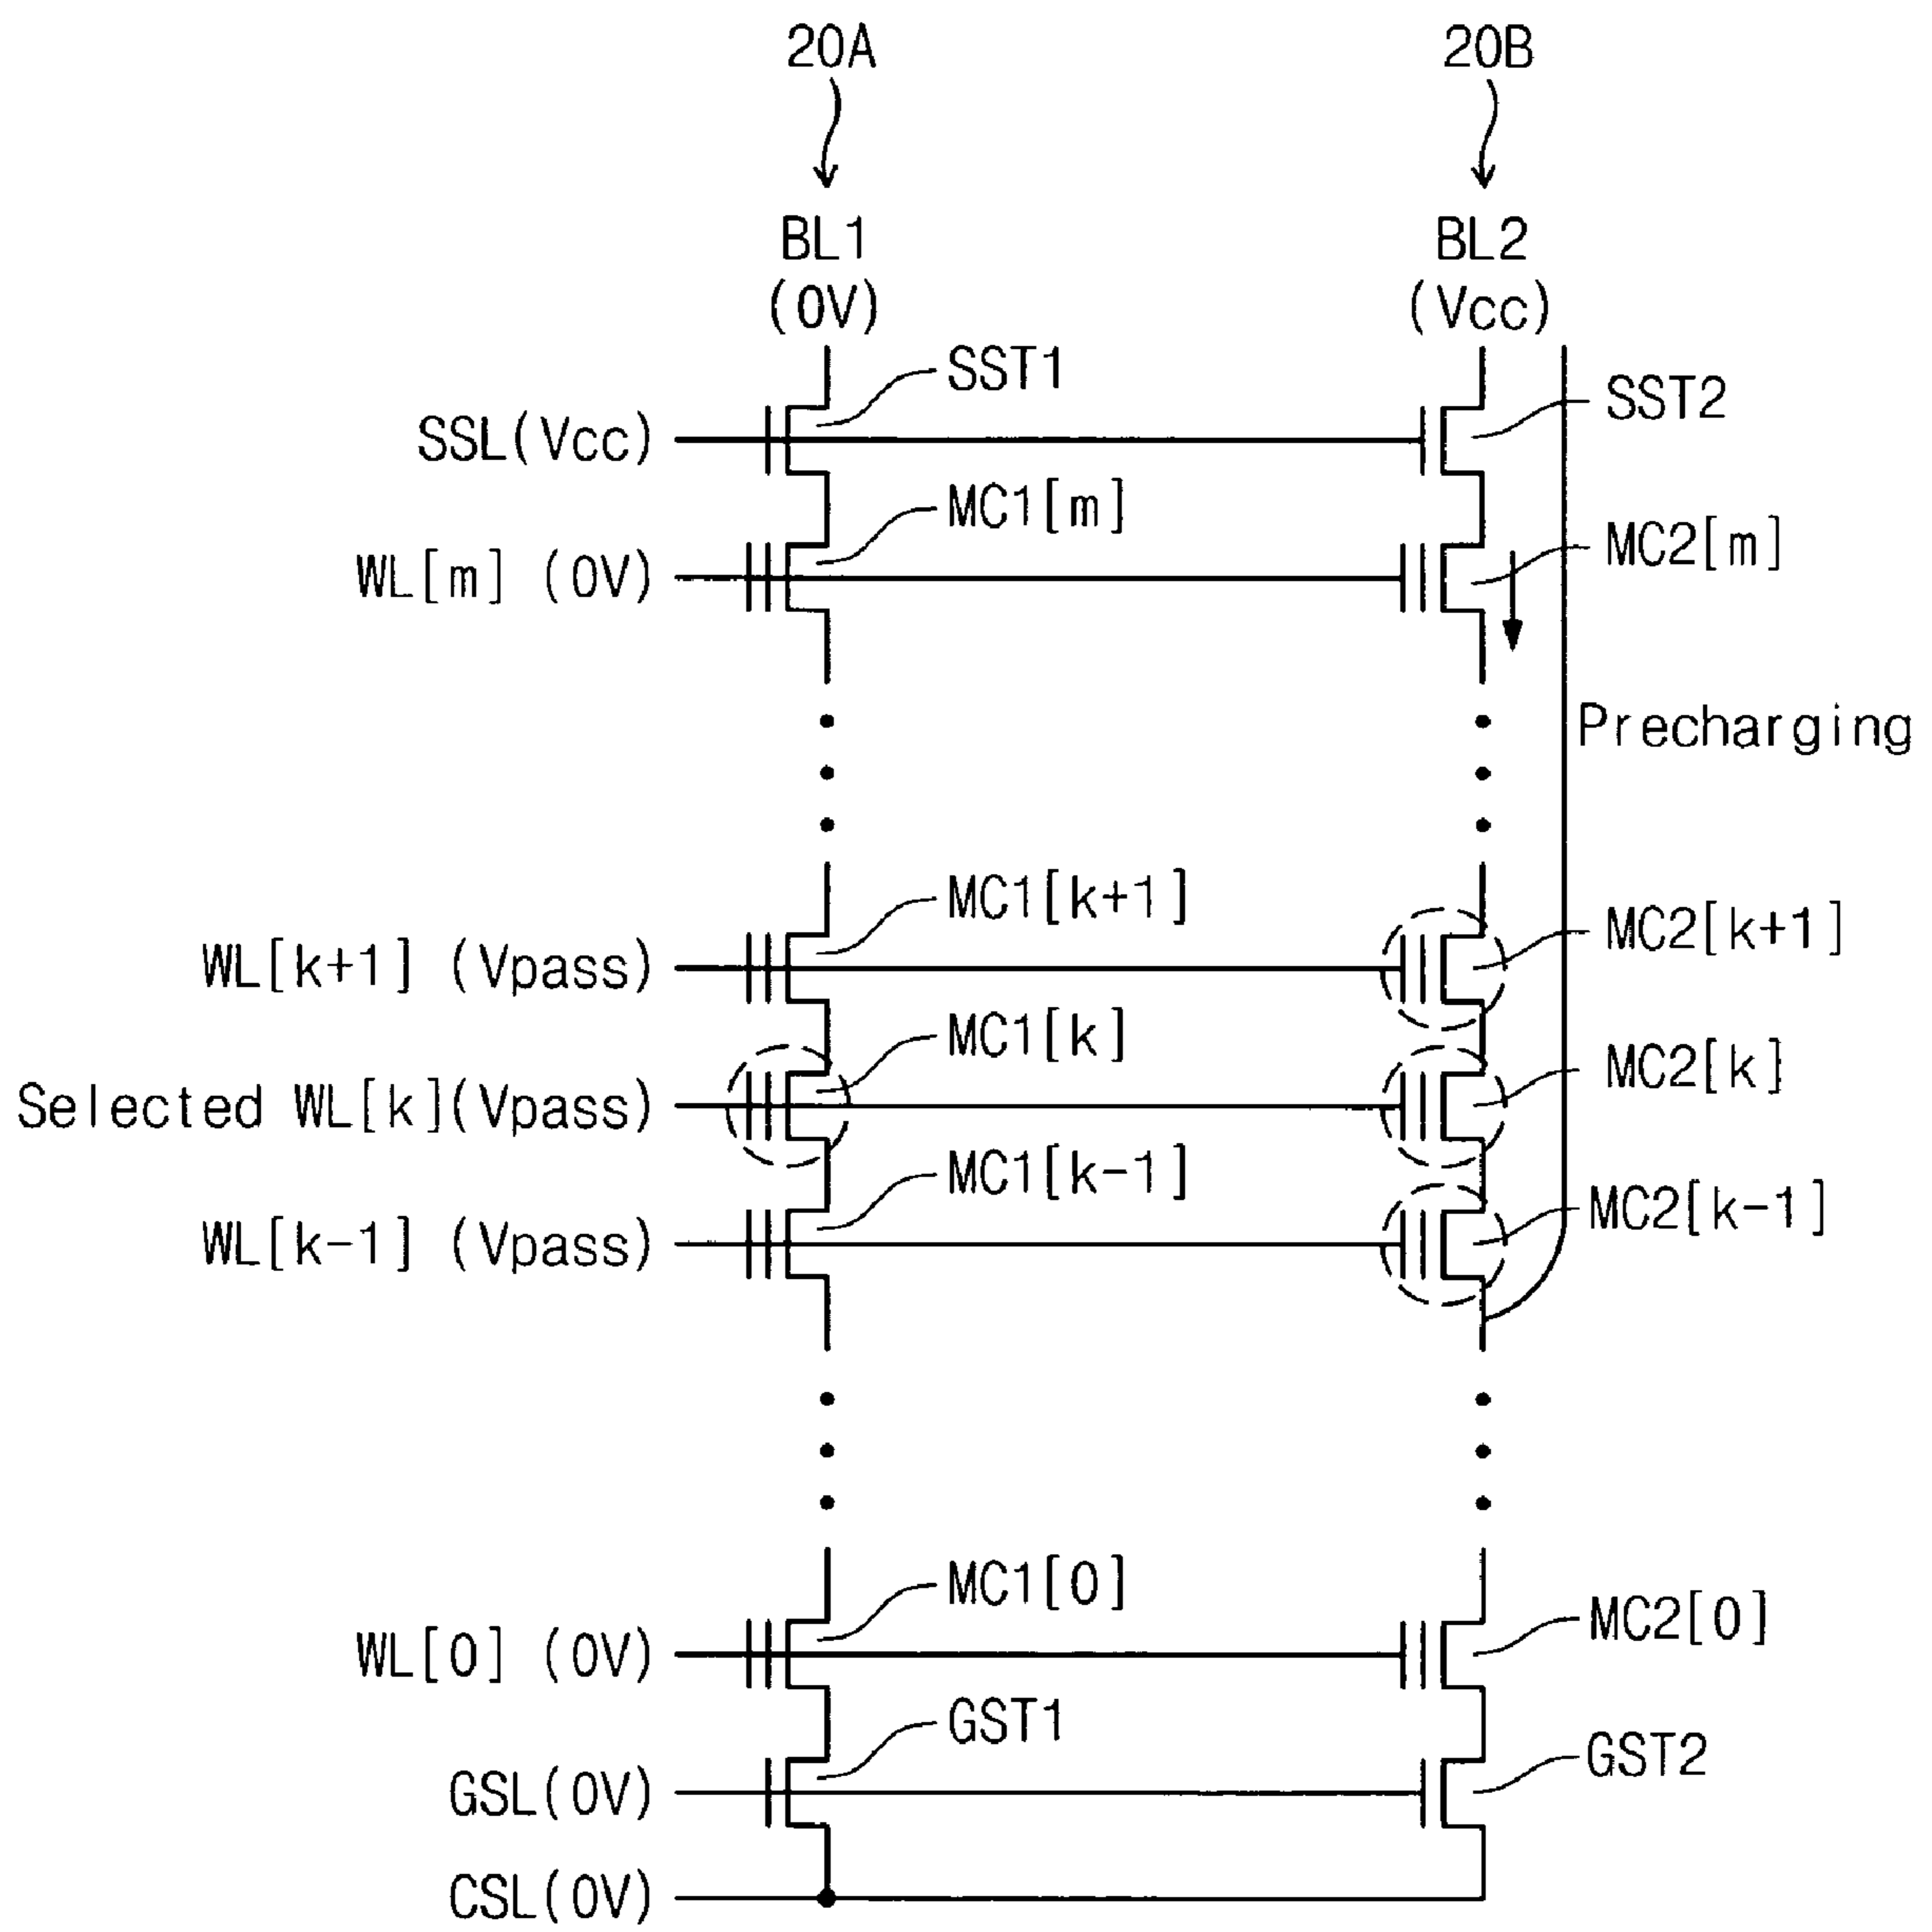 20A 20B
BL1 BL2
(0V) (Vcc)
SST1
SST2
SSL(Vcc)
MC1[m]
MC2[m]
WL[m] (0V)
Precharging
MC1[k+1]
MC2[k+1]
WL[k+1] (Vpass)
MC1[k]
MC2[k]
Selected WL[k](Vpass)
MC1[k-1]
MC2[k-1]
WL[k-1] (Vpass)
MC1[0]
MC2[0]
WL[0] (0V)
GST1
GST2
GSL(0V)
CSL(0V)